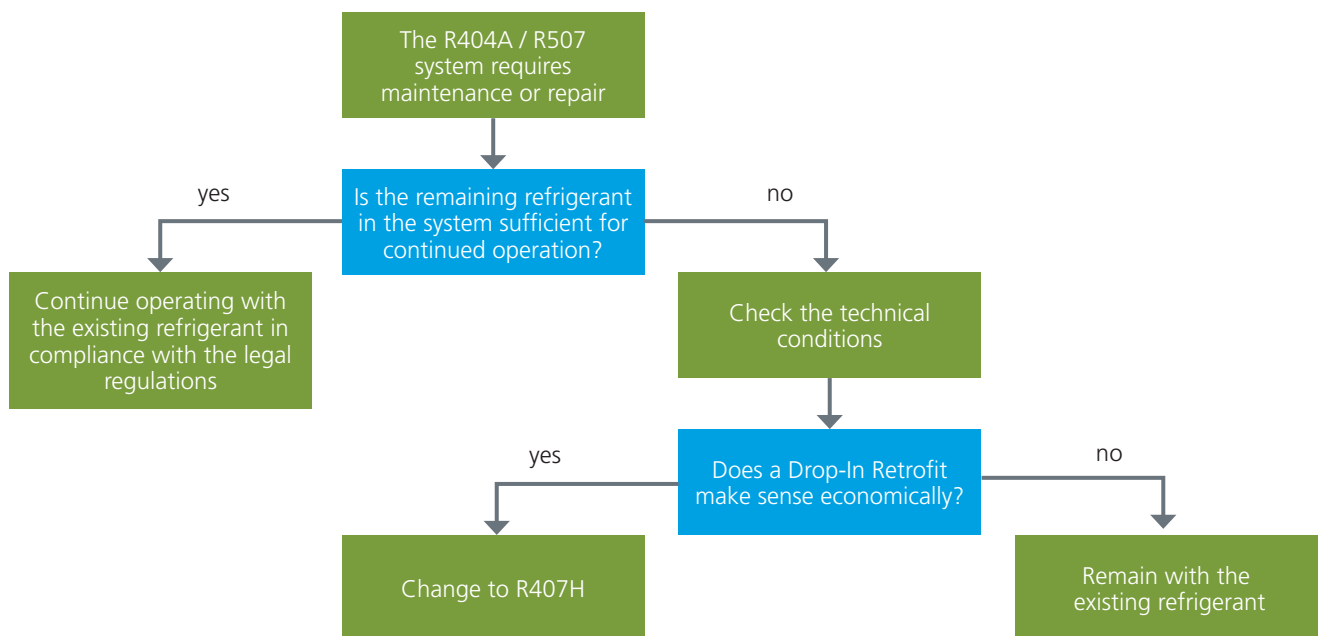 The R404A / R507
system requires
maintenance or repair
yes
Is the remaining refrigerant
in the system sufficient for
continued operation?
no
Continue operating with
the existing refrigerant in
compliance with the legal
regulations
Check the technical
conditions
yes
Does a Drop-In Retrofit
make sense economically?
no
Change to R407H
Remain with the
existing refrigerant